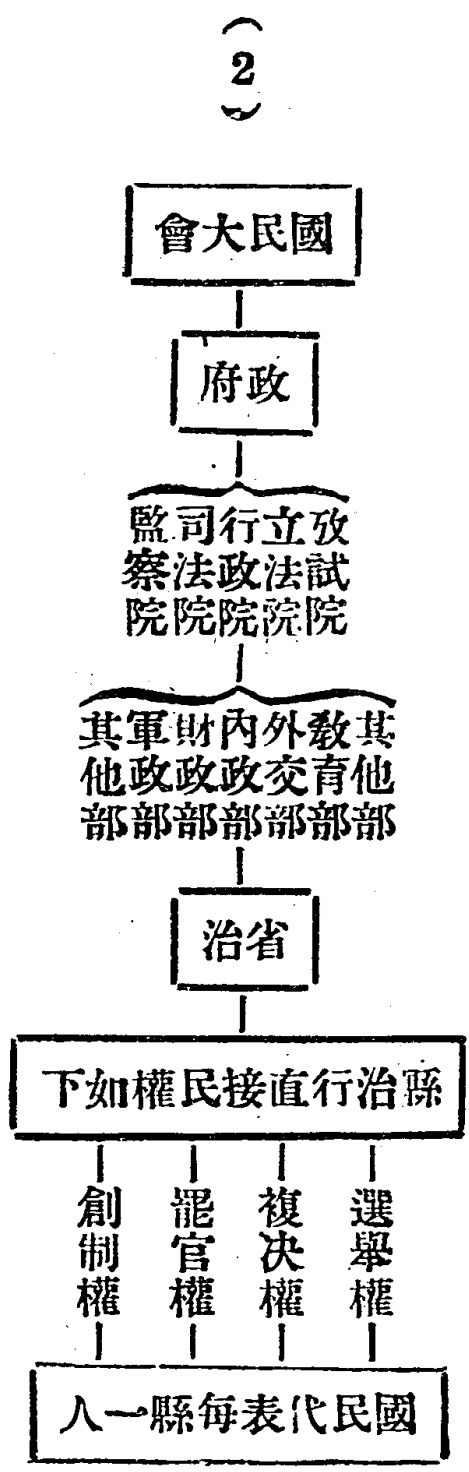 (2)
國民大會
政府
攷試院
立法院
行政院
司法院
監察院
其他部
教育部
外交部
內政部
財政部
軍政部
其他部
省治
縣治行直接民權如下
選舉權
複决權
罷官權
創制權
國民代表每縣一人